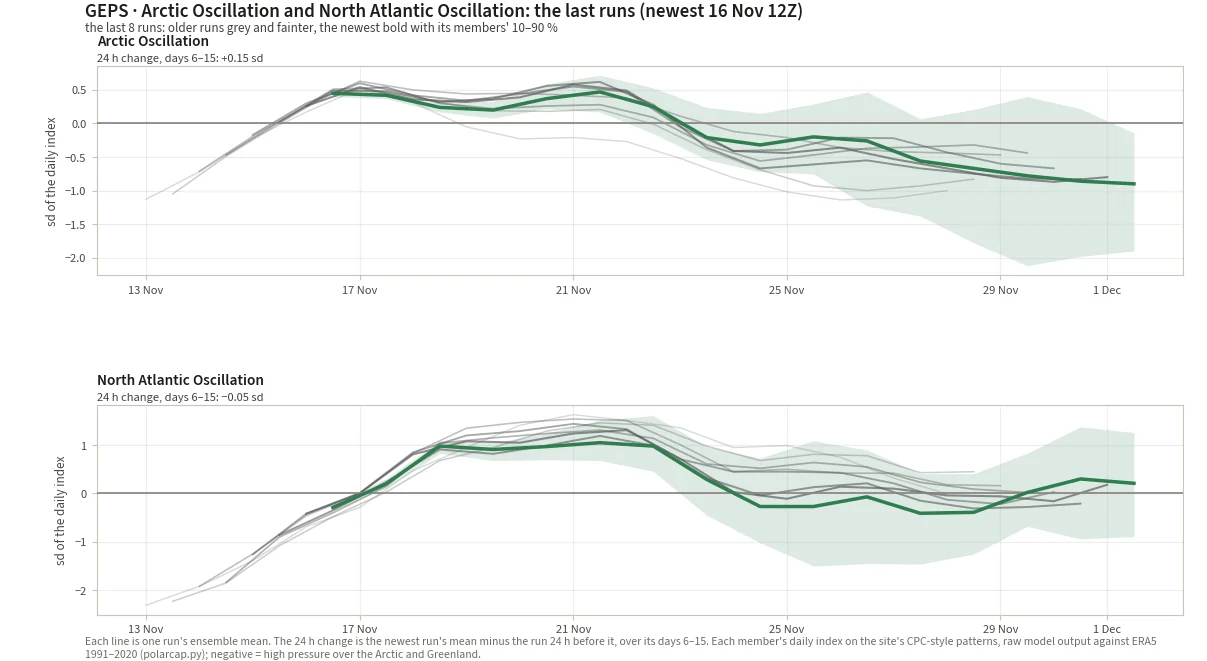 GEPS · Arctic Oscillation and North Atlantic Oscillation: the last runs (newest 16 Nov 12Z)
the last 8 runs: older runs grey and fainter, the newest bold with its members' 10–90 %
Arctic Oscillation
24 h change, days 6–15: +0.15 sd
sd of the daily index
0.5
0.0
−0.5
−1.0
−1.5
−2.0
13 Nov
17 Nov
21 Nov
25 Nov
29 Nov
1 Dec
North Atlantic Oscillation
24 h change, days 6–15: −0.05 sd
sd of the daily index
1
0
−1
−2
13 Nov
17 Nov
21 Nov
25 Nov
29 Nov
1 Dec
Each line is one run's ensemble mean. The 24 h change is the newest run's mean minus the run 24 h before it, over its days 6–15. Each member's daily index on the site's CPC-style patterns, raw model output against ERA5
1991–2020 (polarcap.py); negative = high pressure over the Arctic and Greenland.